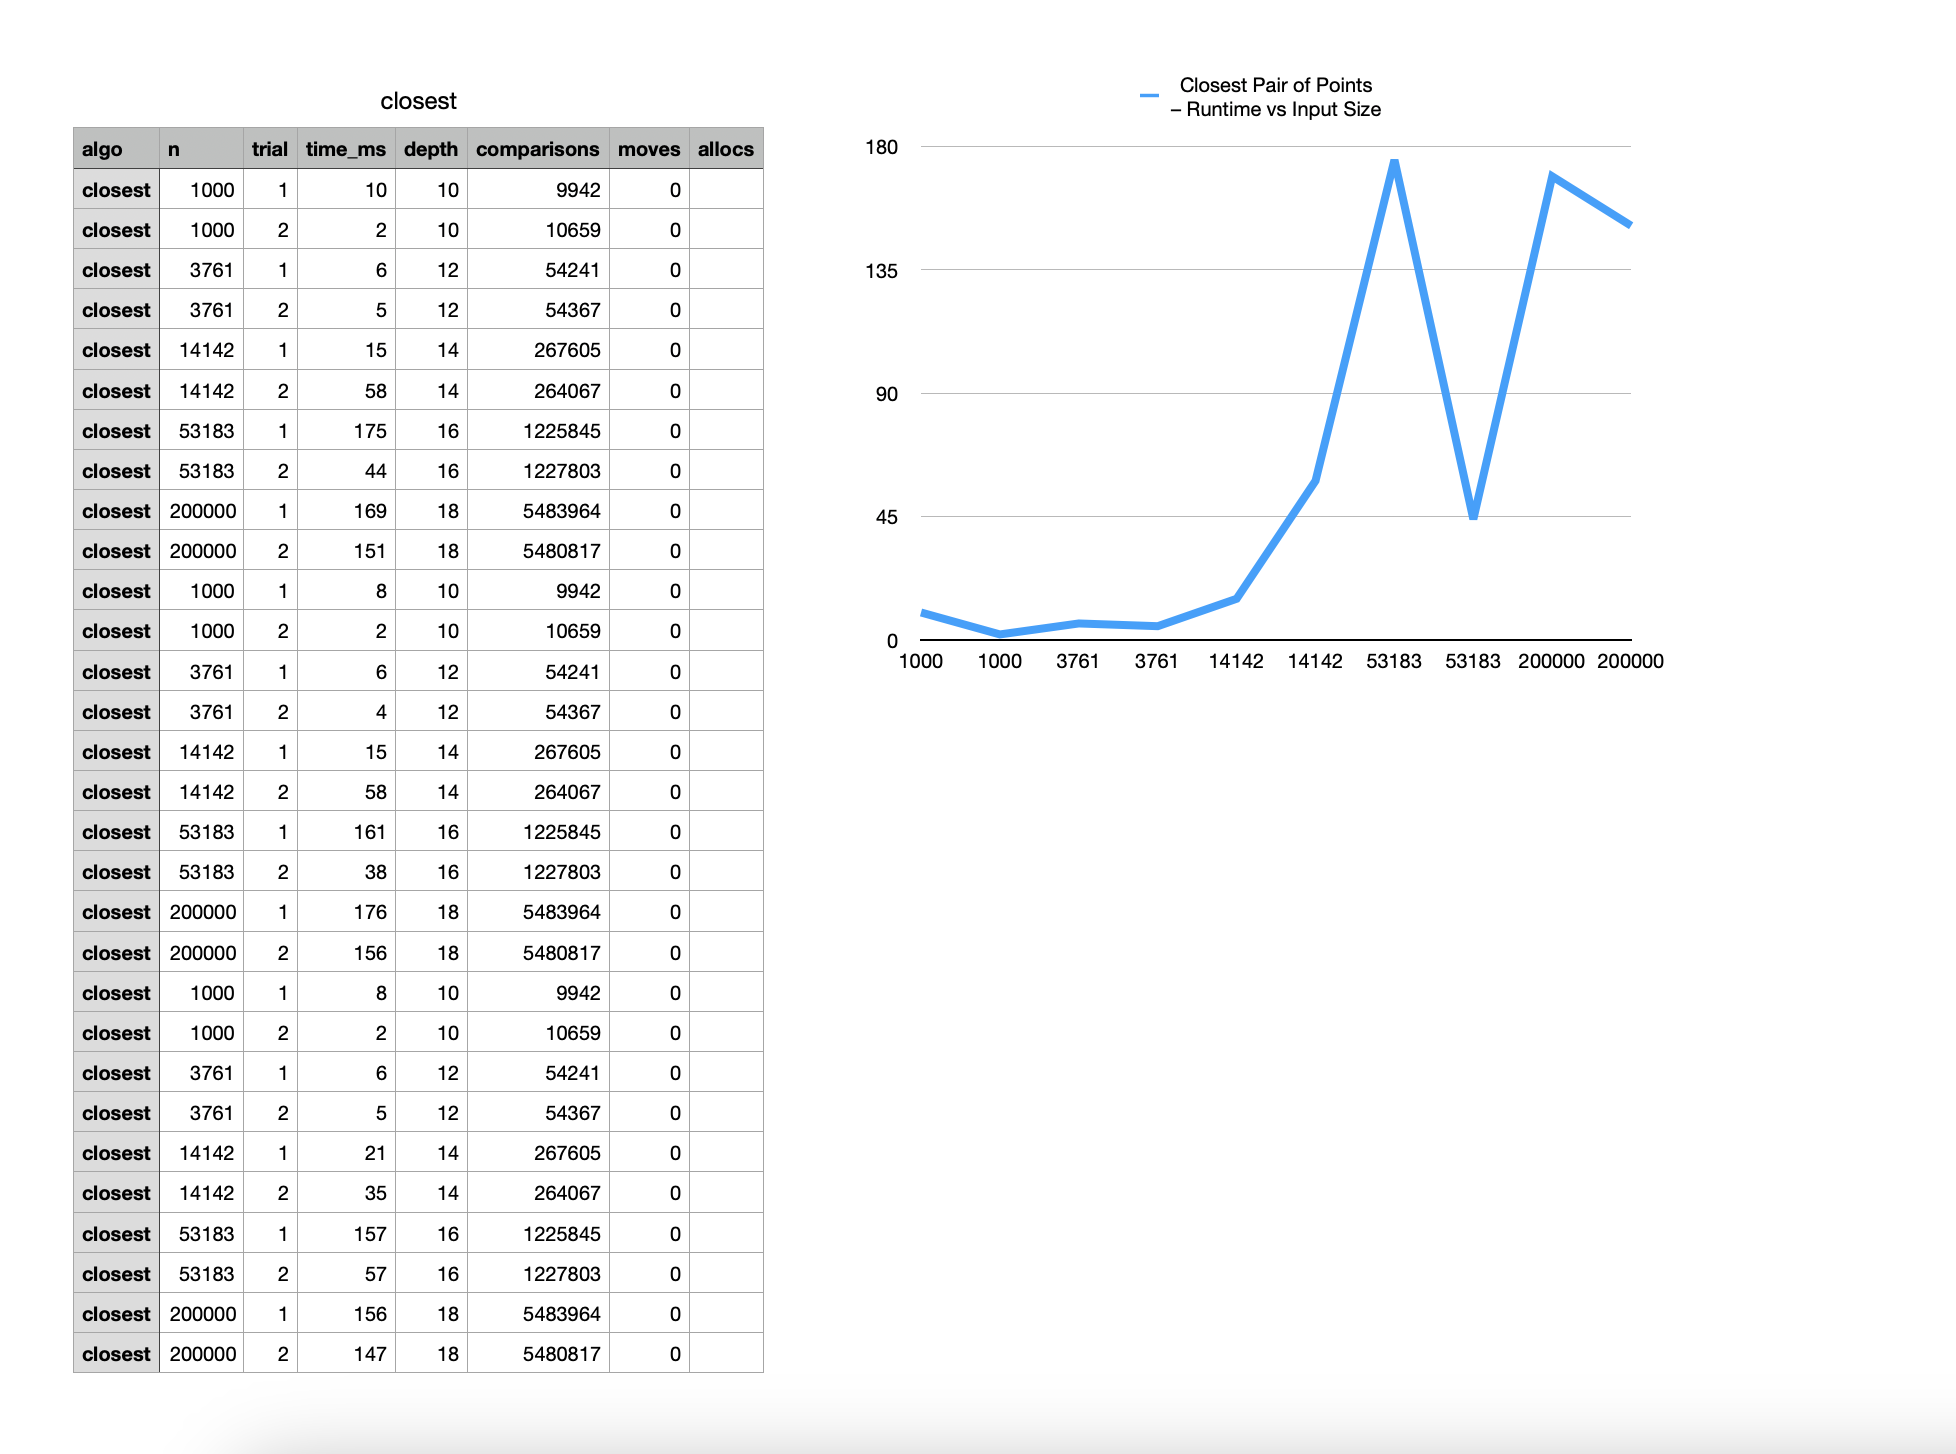 closest
algo n trial time_ms depth comparisons moves allocs
closest 1000 1 10 10 9942 0
closest 1000 2 2 10 10659 0
closest 3761 1 6 12 54241 0
closest 3761 2 5 12 54367 0
closest 14142 1 15 14 267605 0
closest 14142 2 58 14 264067 0
closest 53183 1 175 16 1225845 0
closest 53183 2 44 16 1227803 0
closest 200000 1 169 18 5483964 0
closest 200000 2 151 18 5480817 0
closest 1000 1 8 10 9942 0
closest 1000 2 2 10 10659 0
closest 3761 1 6 12 54241 0
closest 3761 2 4 12 54367 0
closest 14142 1 15 14 267605 0
closest 14142 2 58 14 264067 0
closest 53183 1 161 16 1225845 0
closest 53183 2 38 16 1227803 0
closest 200000 1 176 18 5483964 0
closest 200000 2 156 18 5480817 0
closest 1000 1 8 10 9942 0
closest 1000 2 2 10 10659 0
closest 3761 1 6 12 54241 0
closest 3761 2 5 12 54367 0
closest 14142 1 21 14 267605 0
closest 14142 2 35 14 264067 0
closest 53183 1 157 16 1225845 0
closest 53183 2 57 16 1227803 0
closest 200000 1 156 18 5483964 0
closest 200000 2 147 18 5480817 0
Closest Pair of Points
– Runtime vs Input Size
180
135
90
45
0
1000 1000 3761 3761 14142 14142 53183 53183 200000 200000